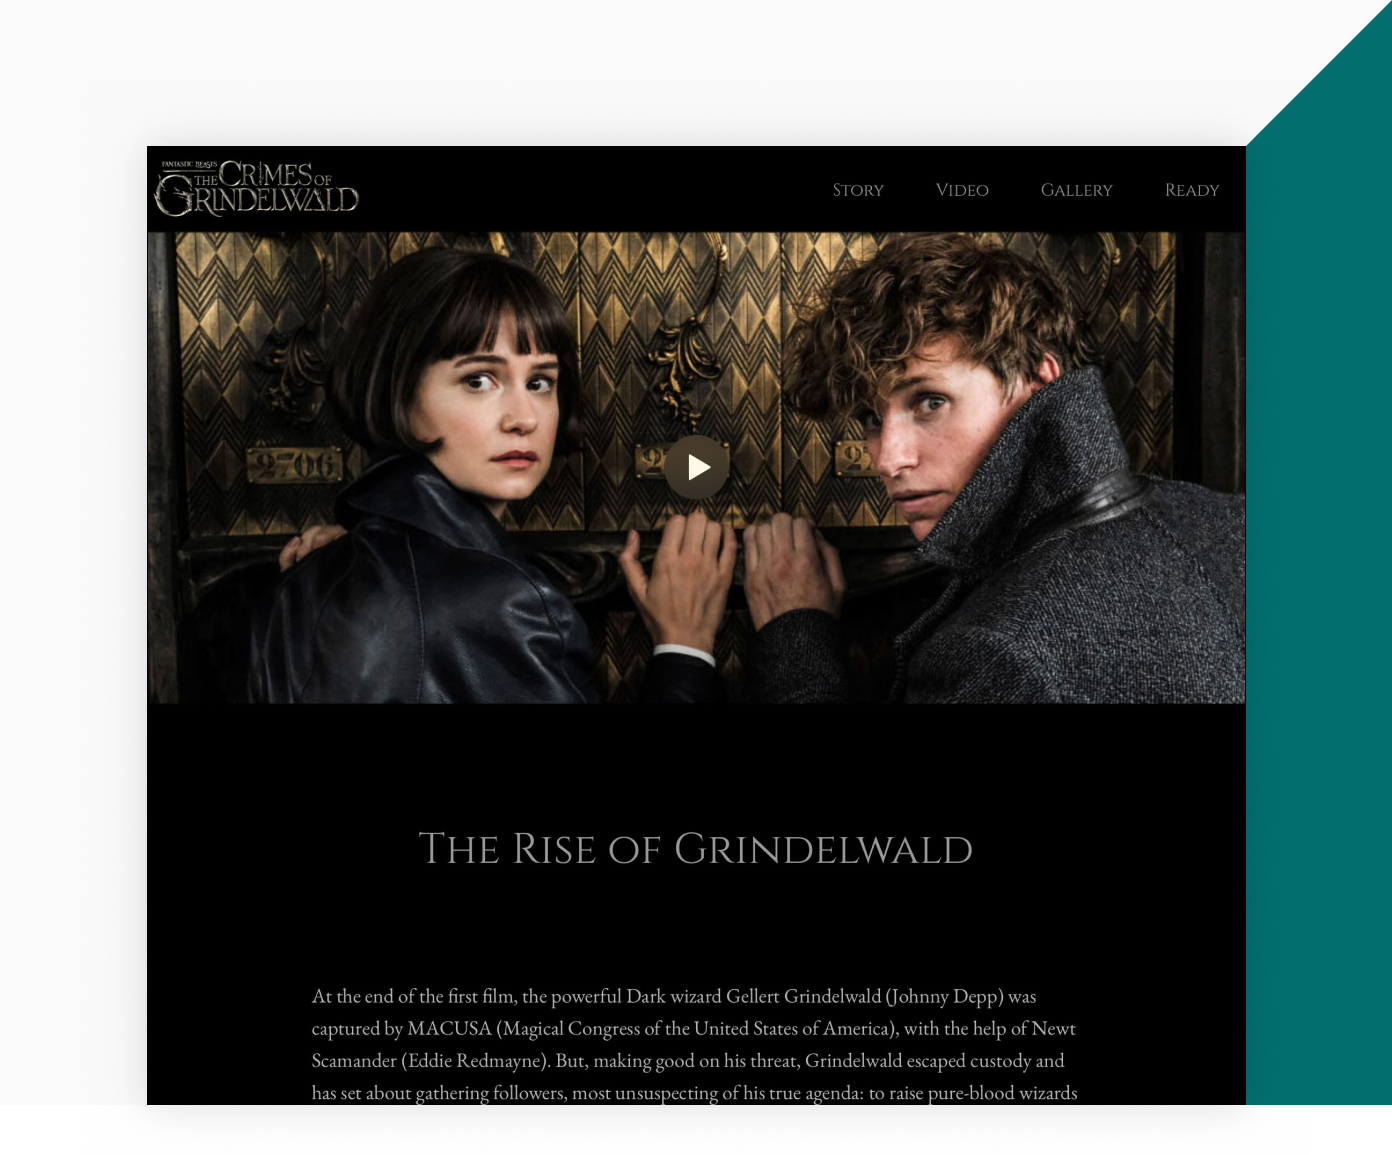 FANTASTIC BEASTS
THE CRIMES OF
GRINDELWALD
STORY VIDEO GALLERY READY
2706
THE RISE OF GRINDELWALD
At the end of the first film, the powerful Dark wizard Gellert Grindelwald (Johnny Depp) was
captured by MACUSA (Magical Congress of the United States of America), with the help of Newt
Scamander (Eddie Redmayne). But, making good on his threat, Grindelwald escaped custody and
has set about gathering followers, most unsuspecting of his true agenda: to raise pure-blood wizards